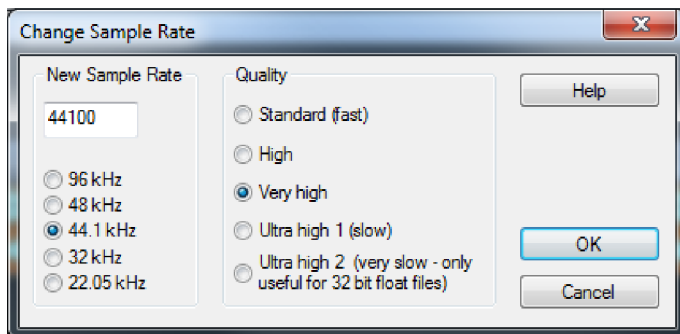 Change Sample Rate
New Sample Rate
44100
96 kHz
48 kHz
44.1 kHz
32 kHz
22.05 kHz
Quality
Standard (fast)
High
Very high
Ultra high 1 (slow)
Ultra high 2 (very slow - only
useful for 32 bit float files)
Help
OK
Cancel